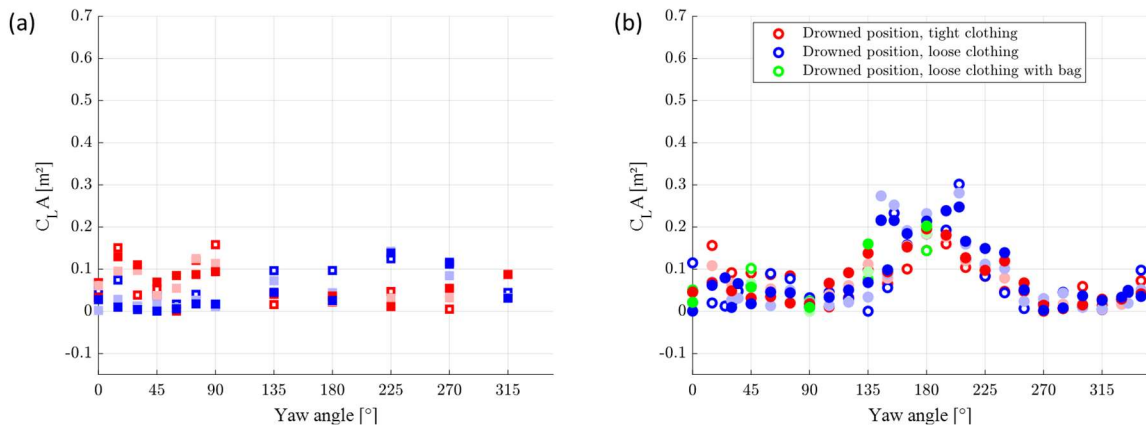 (a)
0.7
0.6
0.5
0.4
0.3
0.2
0.1
0
-0.1
C_L A [m²]
0 45 90 135 180 225 270 315
Yaw angle [°]
(b)
0.7
0.6
0.5
0.4
0.3
0.2
0.1
0
-0.1
C_L A [m²]
Drowned position, tight clothing
Drowned position, loose clothing
Drowned position, loose clothing with bag
0 45 90 135 180 225 270 315
Yaw angle [°]